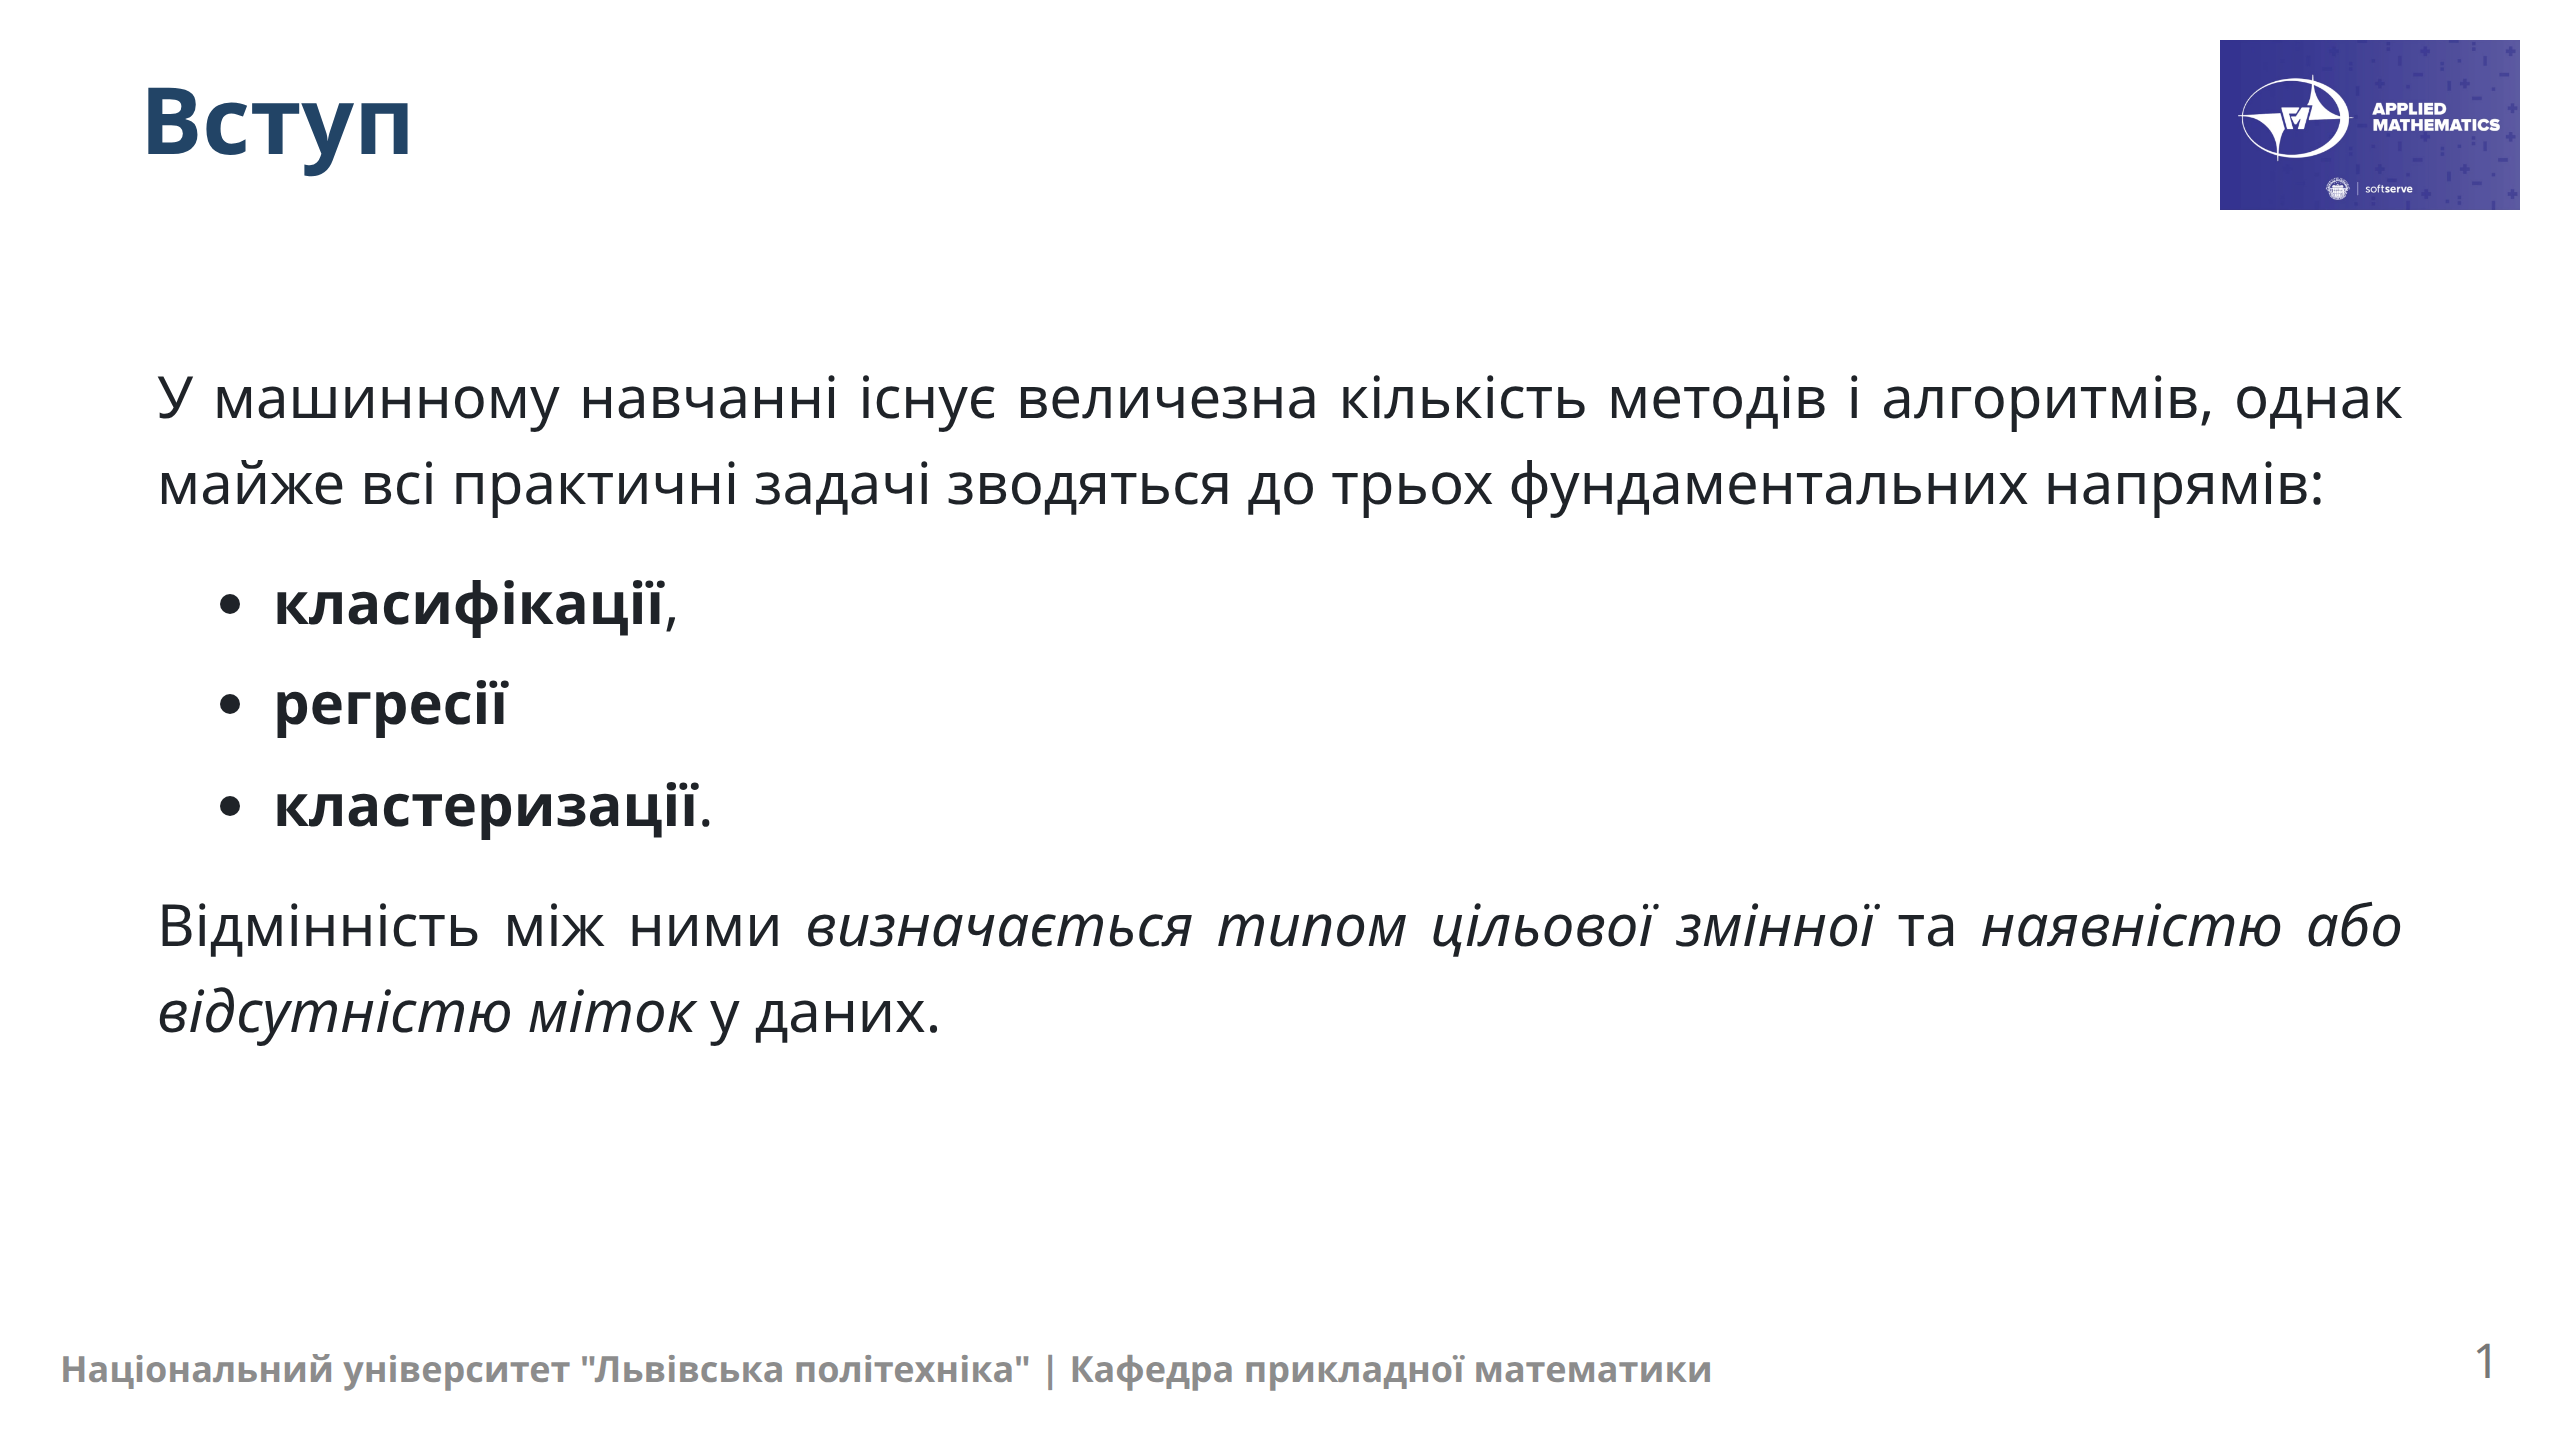 Вступ
APPLIED
MATHEMATICS
softserve
У машинному навчанні існує величезна кількість методів і алгоритмів, однак
майже всі практичні задачі зводяться до трьох фундаментальних напрямів:
• класифікації,
• регресії
• кластеризації.
Відмінність між ними визначається типом цільової змінної та наявністю або
відсутністю міток у даних.
Національний університет "Львівська політехніка" | Кафедра прикладної математики
1